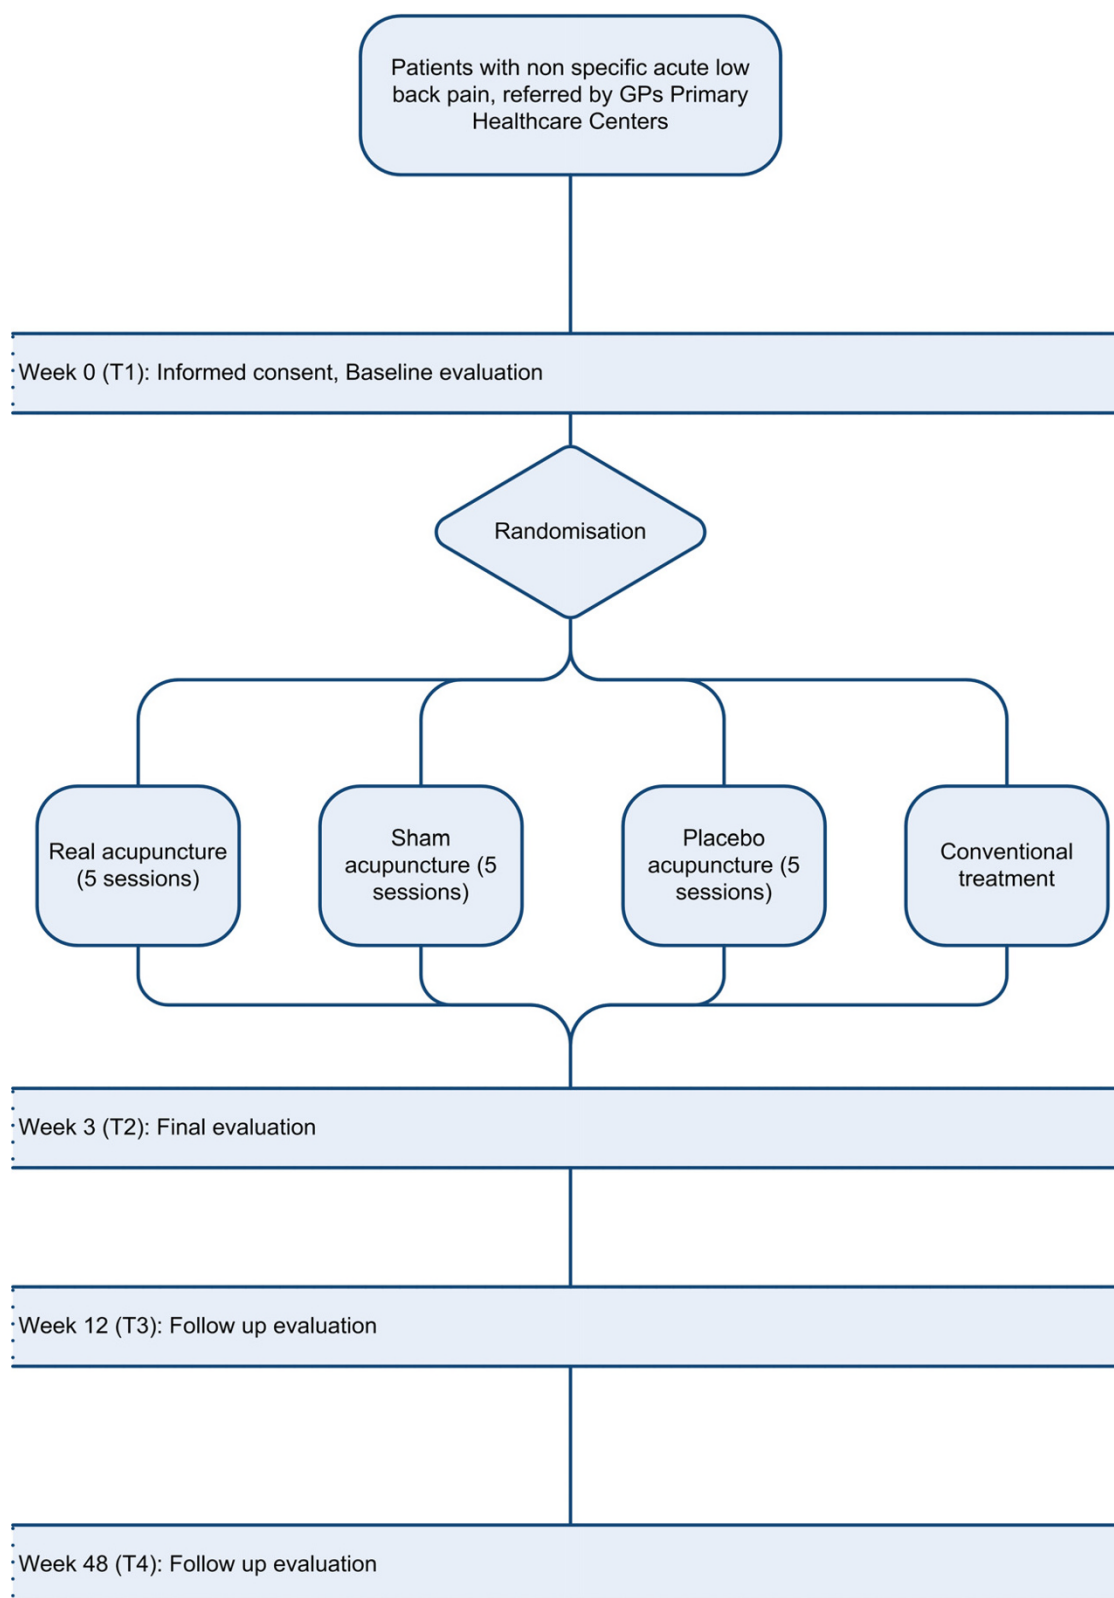 Patients with non specific acute low
back pain, referred by GPs Primary
Healthcare Centers
Week 0 (T1): Informed consent, Baseline evaluation
Randomisation
Real acupuncture
(5 sessions)
Sham
acupuncture (5
sessions)
Placebo
acupuncture (5
sessions)
Conventional
treatment
Week 3 (T2): Final evaluation
Week 12 (T3): Follow up evaluation
Week 48 (T4): Follow up evaluation